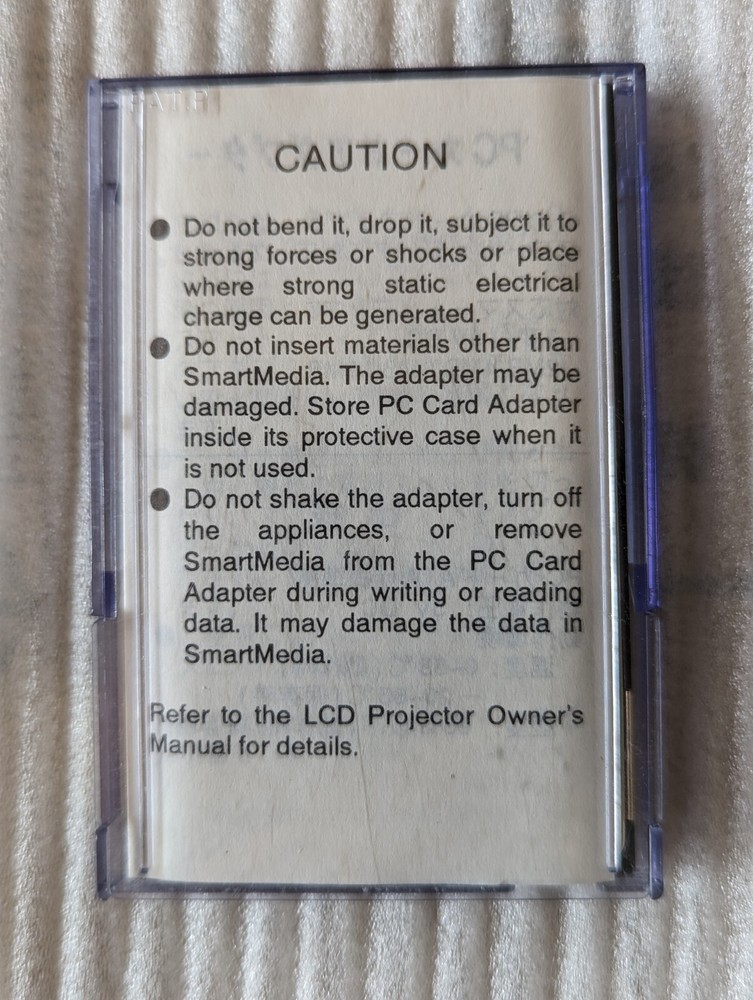 PAT.P
CAUTION
● Do not bend it, drop it, subject it to
strong forces or shocks or place
where strong static electrical
charge can be generated.
● Do not insert materials other than
SmartMedia. The adapter may be
damaged. Store PC Card Adapter
inside its protective case when it
is not used.
● Do not shake the adapter, turn off
the appliances, or remove
SmartMedia from the PC Card
Adapter during writing or reading
data. It may damage the data in
SmartMedia.
Refer to the LCD Projector Owner's
Manual for details.